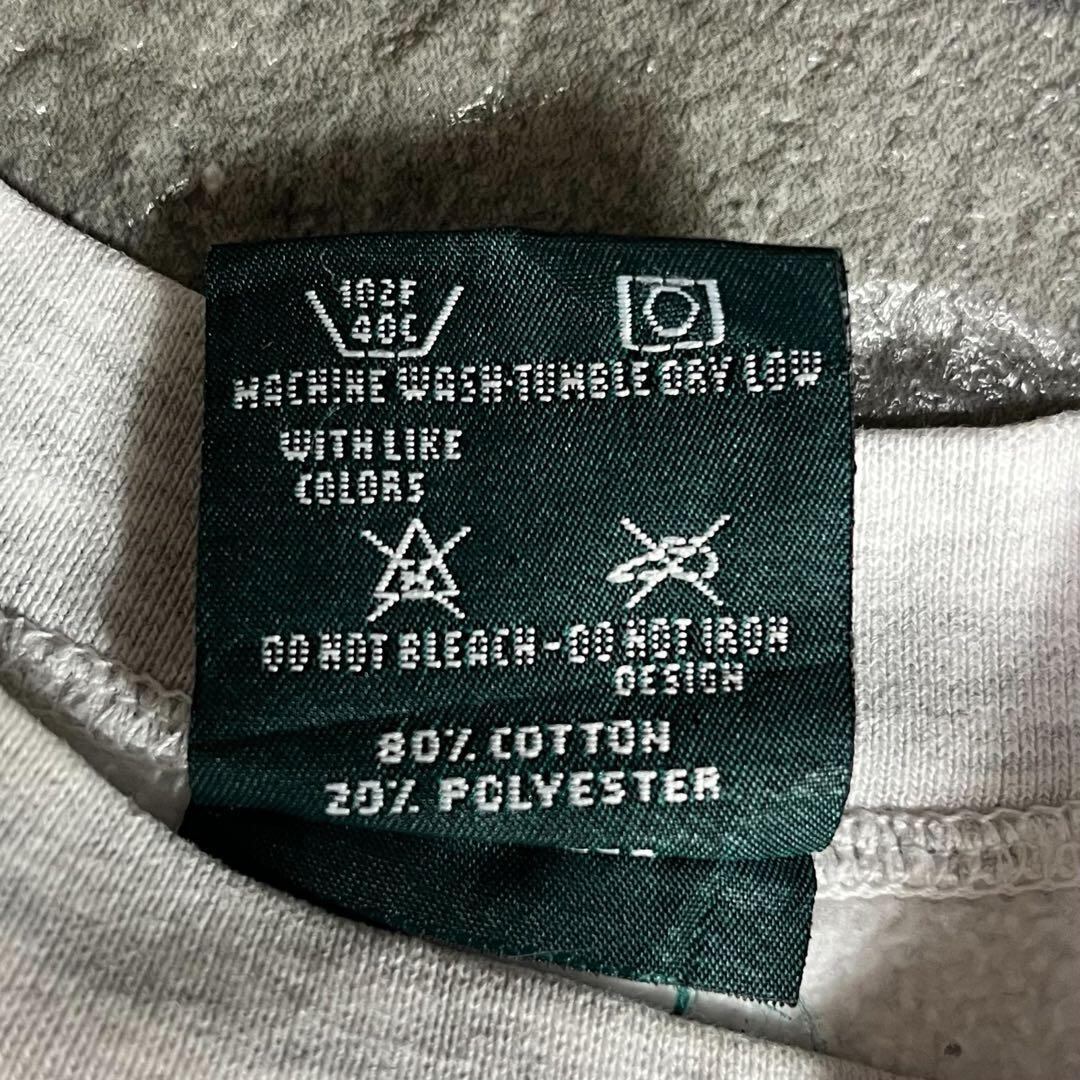 102F
40C
MACHINE WASH-TUMBLE DRY LOW
WITH LIKE
COLORS
DO NOT BLEACH - DO NOT IRON
DESIGN
80% COTTON
20% POLYESTER